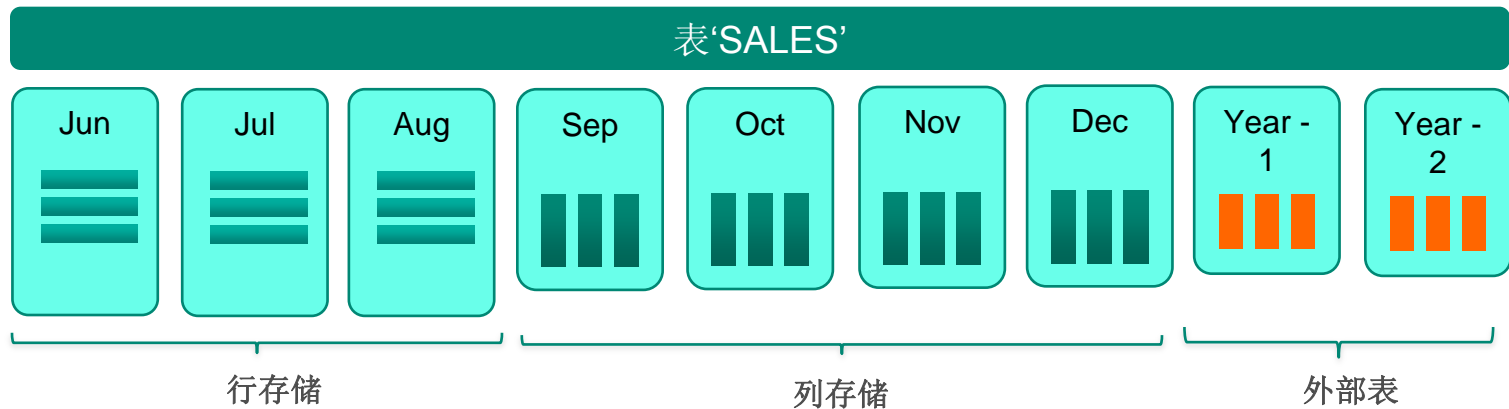 表‘SALES’
Jun
Jul
Aug
Sep
Oct
Nov
Dec
Year -
1
Year -
2
行存储
列存储
外部表